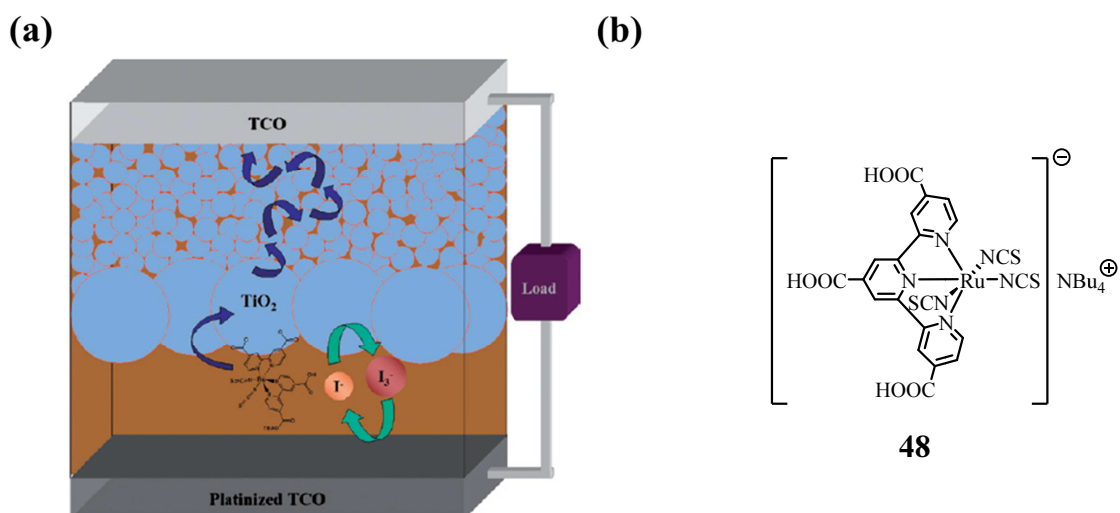 (a)
TCO
TiO₂
I⁻
I₃⁻
Load
Platinized TCO
(b)
HOOC
HOOC
HOOC
N
N
N
Ru
NCS
NCS
SCN
⊖
NBu₄⊕
48